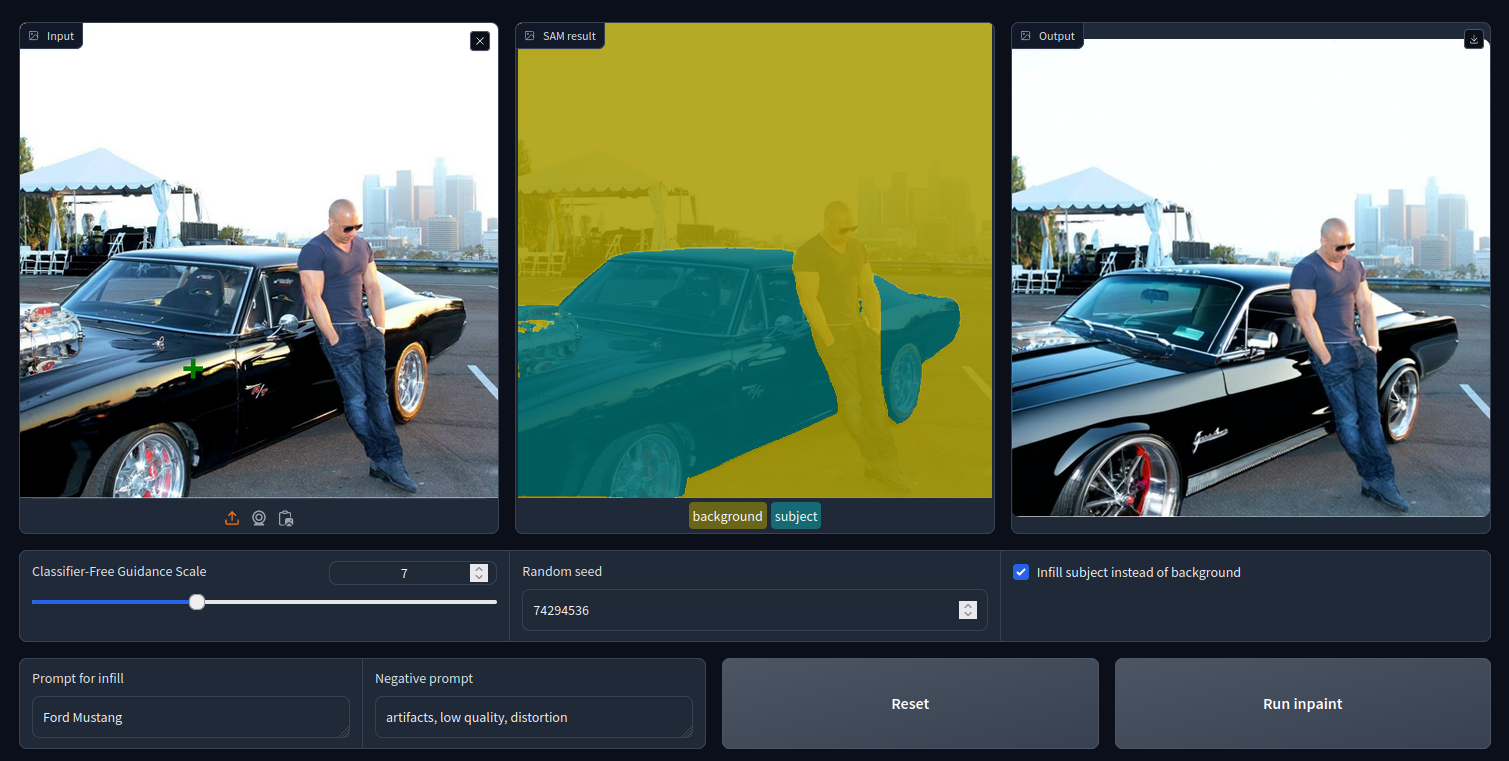 Input
SAM result
Output
background subject
Classifier-Free Guidance Scale
7
Random seed
74294536
Infill subject instead of background
Prompt for infill
Ford Mustang
Negative prompt
artifacts, low quality, distortion
Reset
Run inpaint